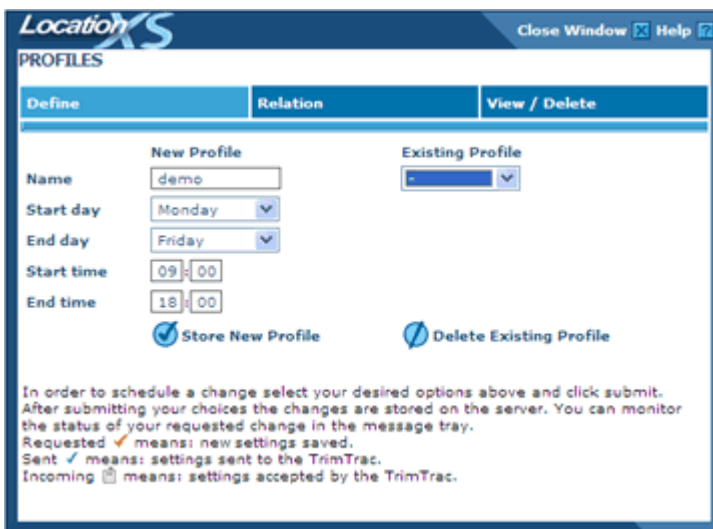 Location XS
Close Window Help
PROFILES
Define Relation View / Delete
New Profile Existing Profile
Name demo -
Start day Monday
End day Friday
Start time 09 : 00
End time 18 : 00
Store New Profile Delete Existing Profile
In order to schedule a change select your desired options above and click submit.
After submitting your choices the changes are stored on the server. You can monitor
the status of your requested change in the message tray.
Requested ✓ means: new settings saved.
Sent ✓ means: settings sent to the TrimTrac.
Incoming means: settings accepted by the TrimTrac.